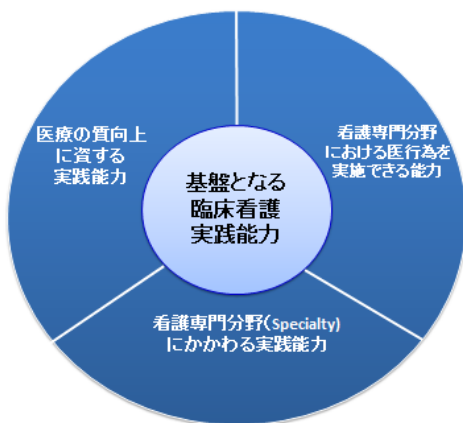 医療の質向上
に資する
実践能力
看護専門分野
における医行為を
実施できる能力
基盤となる
臨床看護
実践能力
看護専門分野(Specialty)
にかかわる実践能力